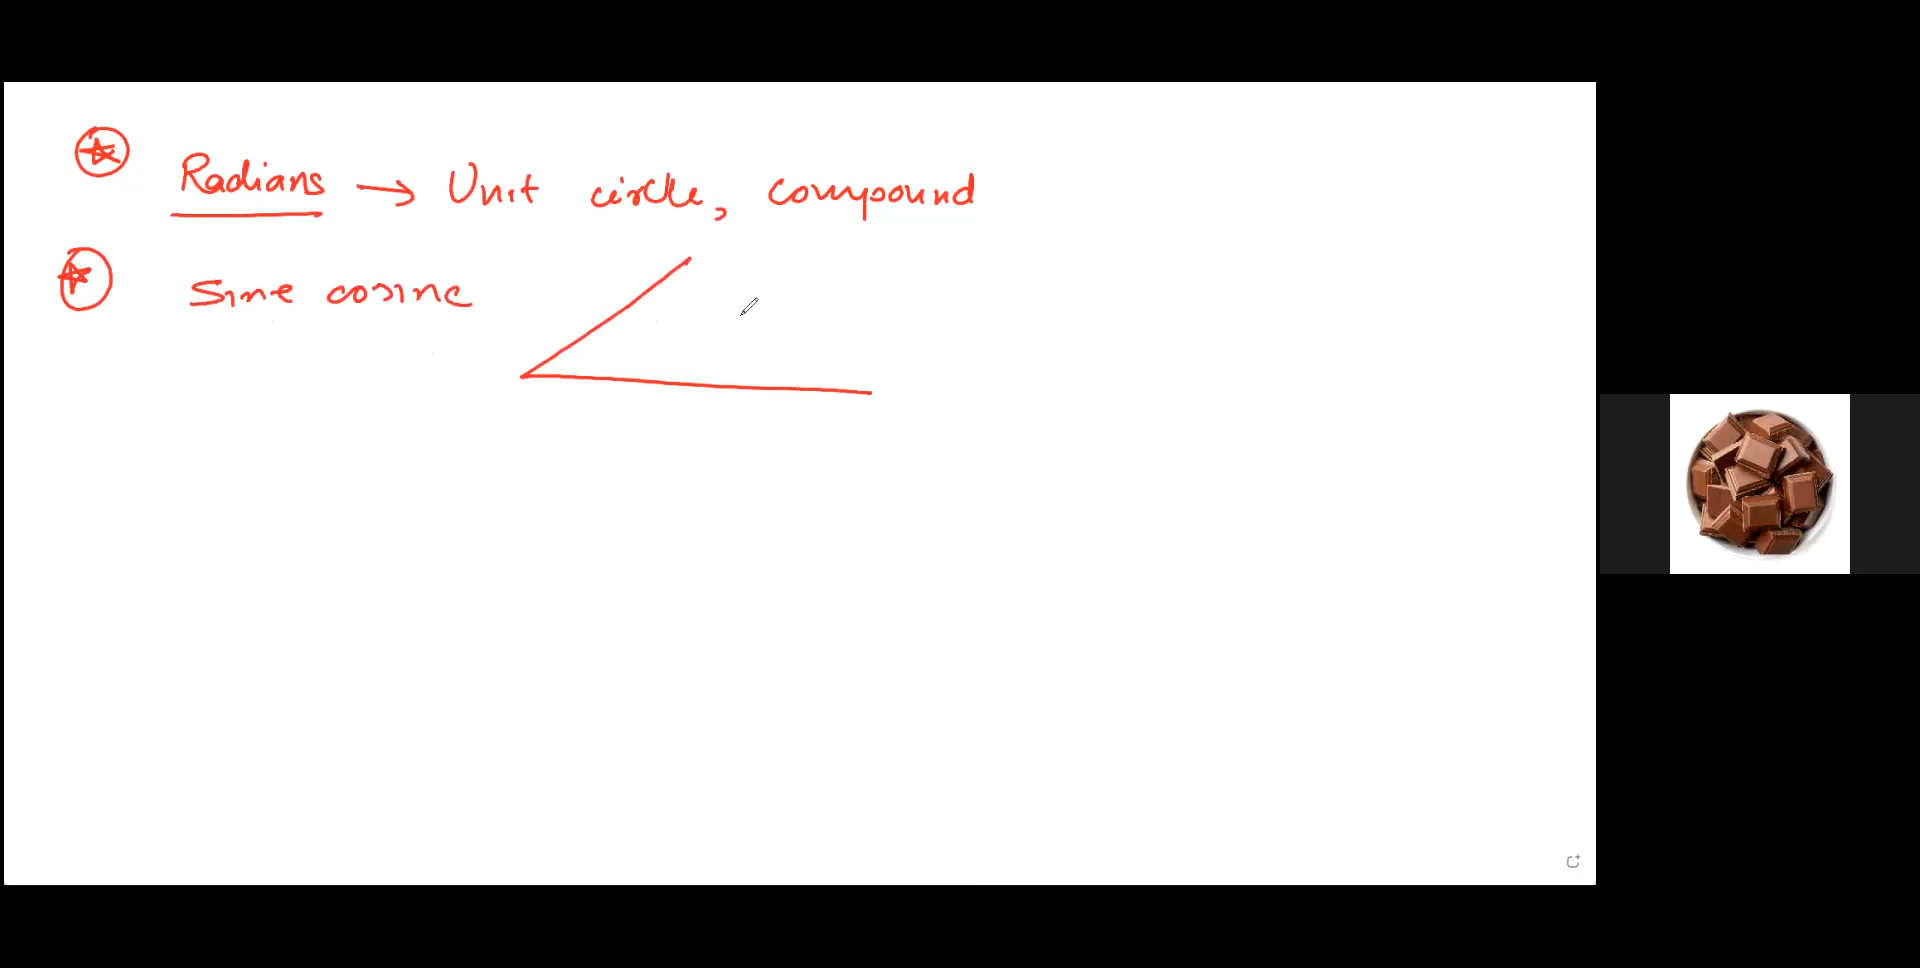 Radians → Unit circle, compound
Sine cosine